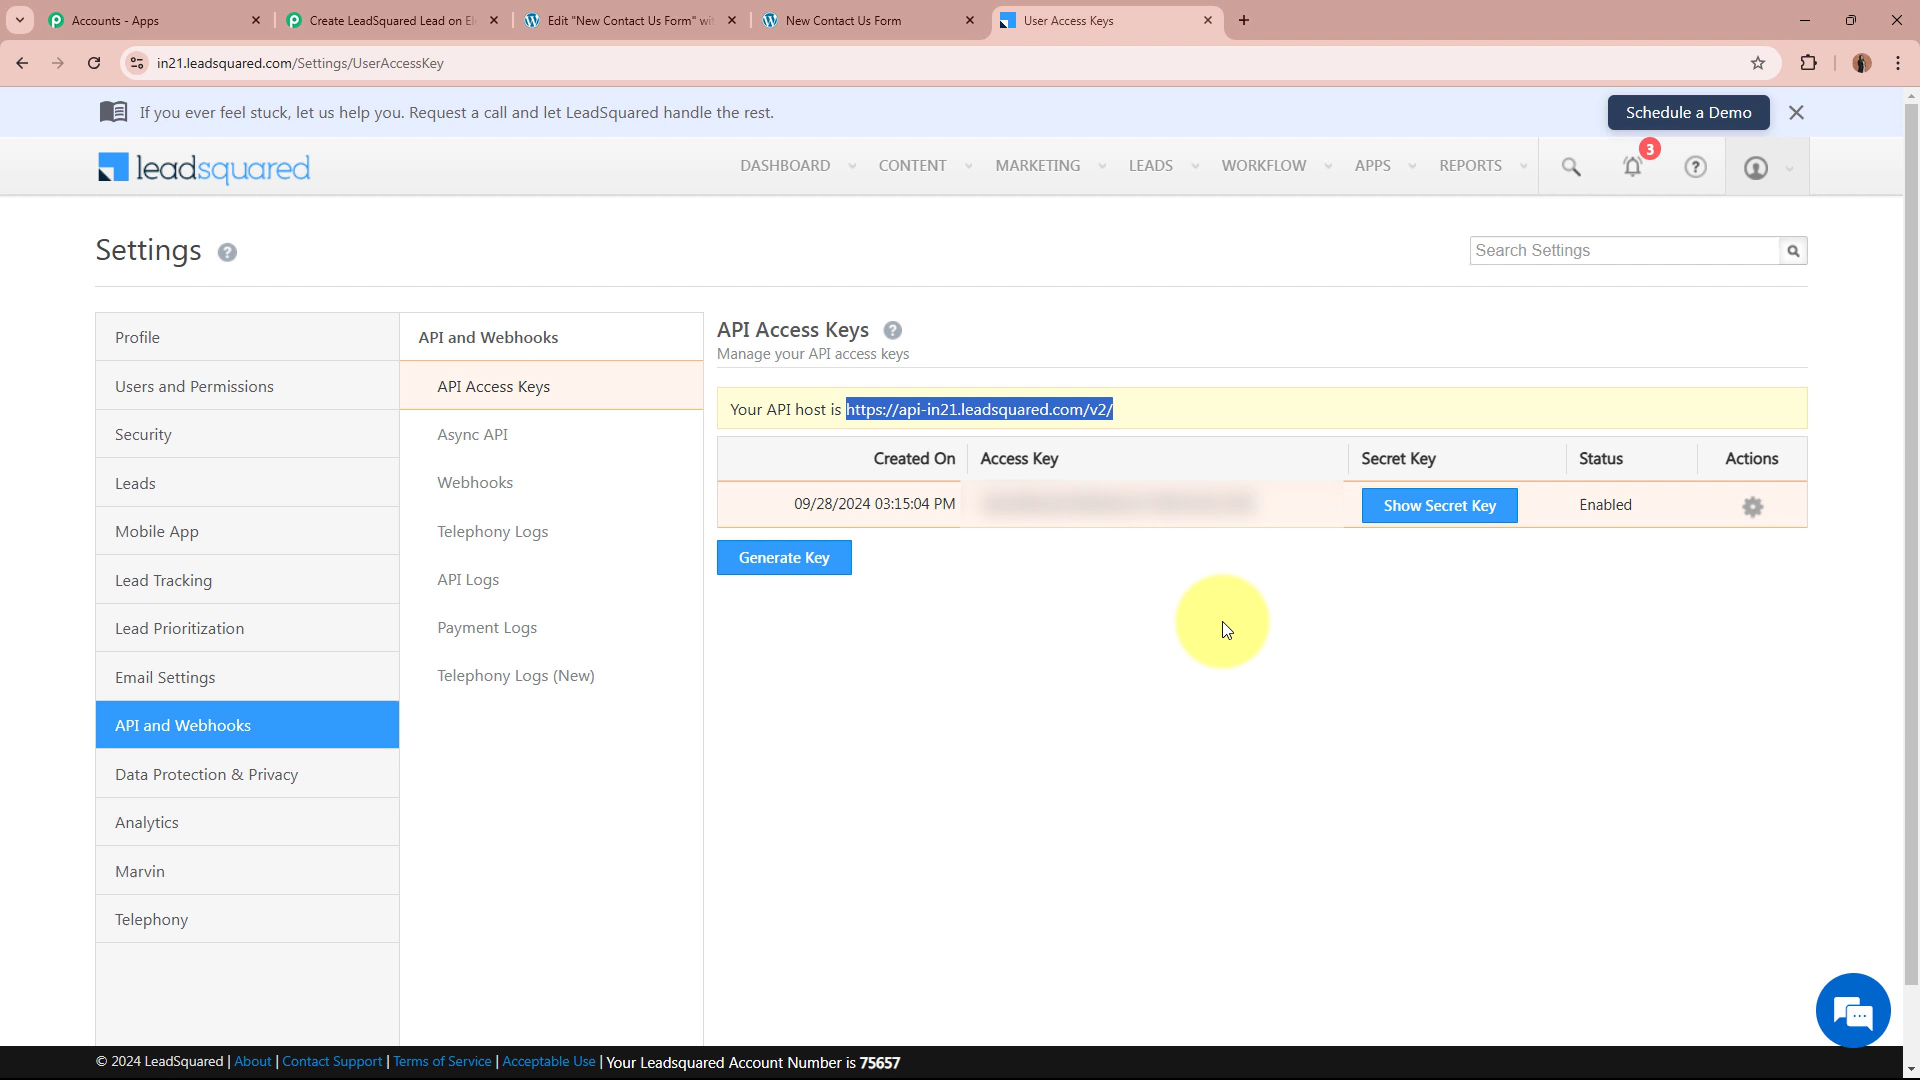 Accounts - Apps
Create LeadSquared Lead on El
Edit "New Contact Us Form" wit
New Contact Us Form
User Access Keys
in21.leadsquared.com/Settings/UserAccessKey
If you ever feel stuck, let us help you. Request a call and let LeadSquared handle the rest.
Schedule a Demo
leadsquared
DASHBOARD
CONTENT
MARKETING
LEADS
WORKFLOW
APPS
REPORTS
3
Settings
Search Settings
Profile
Users and Permissions
Security
Leads
Mobile App
Lead Tracking
Lead Prioritization
Email Settings
API and Webhooks
Data Protection & Privacy
Analytics
Marvin
Telephony
API and Webhooks
API Access Keys
Async API
Webhooks
Telephony Logs
API Logs
Payment Logs
Telephony Logs (New)
API Access Keys
Manage your API access keys
Your API host is https://api-in21.leadsquared.com/v2/
Created On Access Key Secret Key Status Actions
09/28/2024 03:15:04 PM Show Secret Key Enabled
Generate Key
© 2024 LeadSquared | About | Contact Support | Terms of Service | Acceptable Use | Your Leadsquared Account Number is 75657